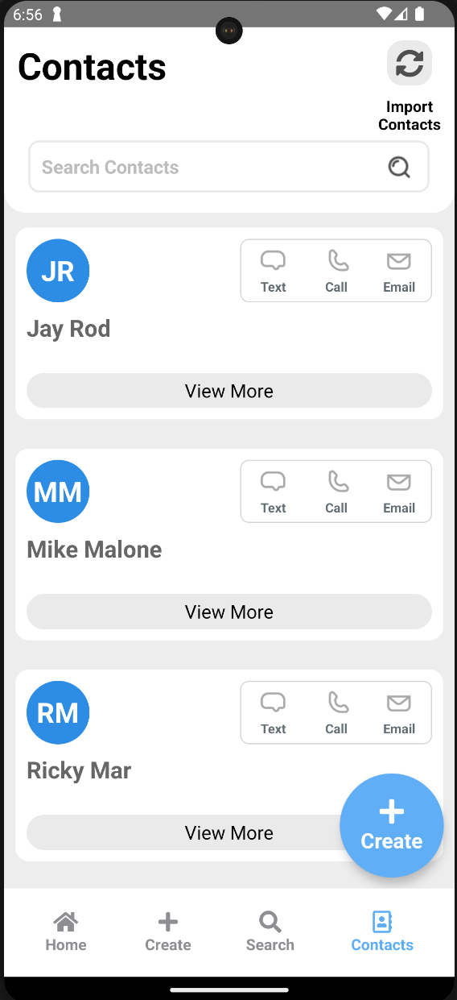 6:56
Contacts
Import
Contacts
Search Contacts
JR
Text Call Email
Jay Rod
View More
MM
Text Call Email
Mike Malone
View More
RM
Text Call Email
Ricky Mar
View More
Create
Home Create Search Contacts